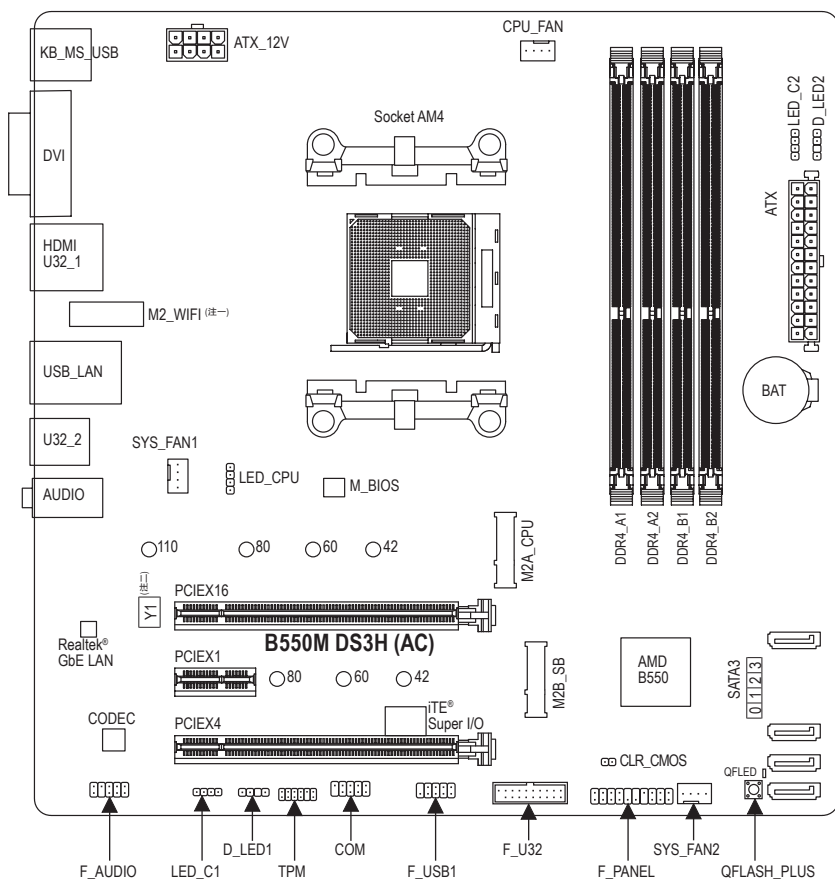 KB_MS_USB
ATX_12V
CPU_FAN
LED_C2
D_LED2
Socket AM4
DVI
ATX
HDMI
U32_1
M2_WIFI (注一)
USB_LAN
BAT
U32_2
SYS_FAN1
LED_CPU
M_BIOS
AUDIO
DDR4_A1
DDR4_A2
DDR4_B1
DDR4_B2
110
80
60
42
M2A_CPU
Y1 (注二)
PCIEX16
Realtek®
GbE LAN
B550M DS3H (AC)
PCIEX1
80
60
42
M2B_SB
AMD
B550
SATA3
0 1 2 3
CODEC
PCIEX4
iTE®
Super I/O
CLR_CMOS
QFLED
F_AUDIO
LED_C1
D_LED1
TPM
COM
F_USB1
F_U32
F_PANEL
SYS_FAN2
QFLASH_PLUS